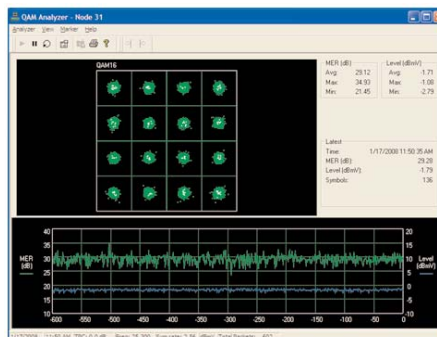 QAM Analyzer - Node 31
Analyzer View Marker Help
QAM16
MER (dB)
Avg: 29.12
Max: 34.93
Min: 21.45
Level (dBmV)
Avg: -1.71
Max: -1.08
Min: -2.79
Latest
Time: 1/17/2008 11:50:35 AM
MER (dB) 29.28
Level (dBmV) -1.79
Symbols: 136
MER (dB)
40
35
30
25
20
15
10
Level (dBmV)
20
15
10
5
0
-5
-10
-600 -550 -500 -450 -400 -350 -300 -250 -200 -150 -100 -50 0